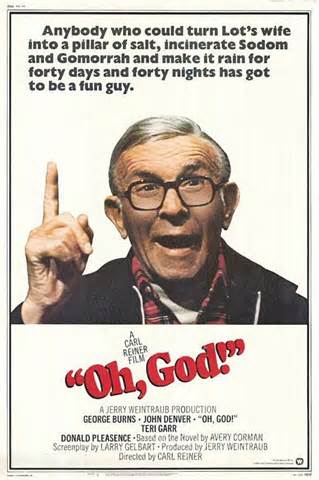 Anybody who could turn Lot's wife
into a pillar of salt, incinerate Sodom
and Gomorrah and make it rain for
forty days and forty nights has got
to be a fun guy.
A
CARL
REINER
FILM
"Oh, God!"
A JERRY WEINTRAUB PRODUCTION
GEORGE BURNS · JOHN DENVER · "OH, GOD!"
TERI GARR
DONALD PLEASENCE · Based on the Novel by AVERY CORMAN
Screenplay by LARRY GELBART · Produced by JERRY WEINTRAUB
Directed by CARL REINER